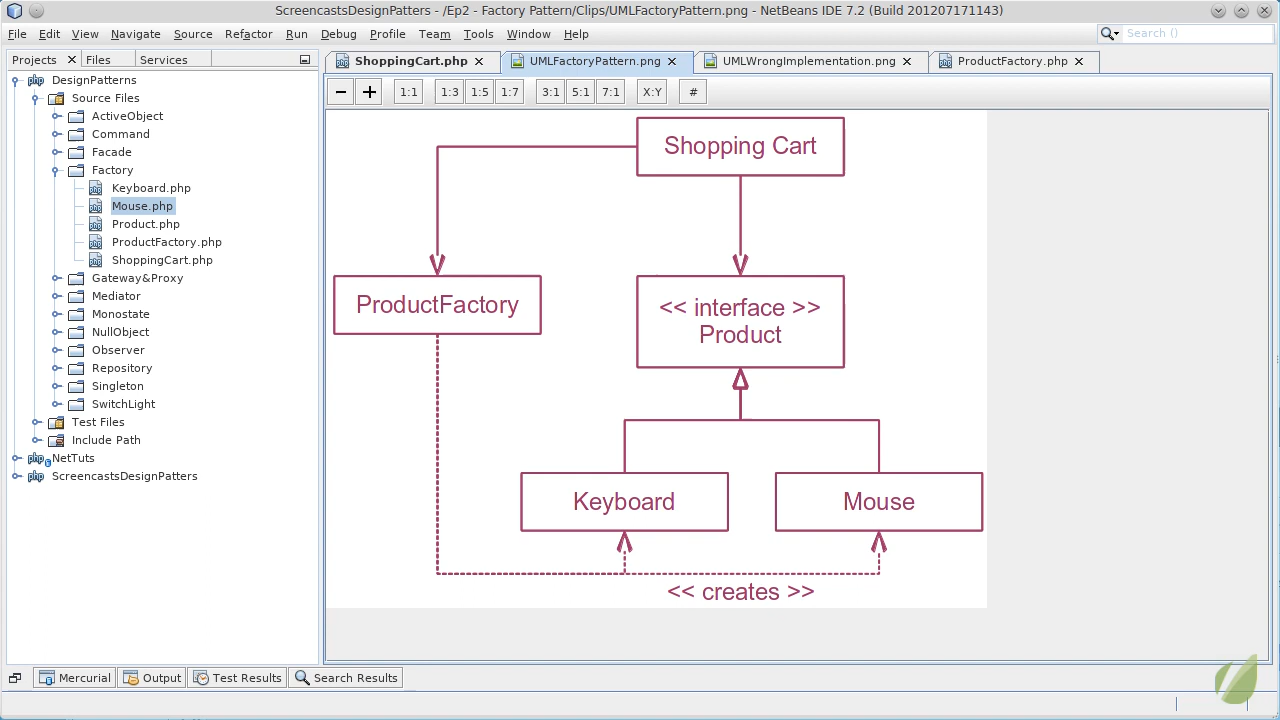 ScreencastsDesignPatters - /Ep2 - Factory Pattern/Clips/UMLFactoryPattern.png - NetBeans IDE 7.2 (Build 201207171143)
File Edit View Navigate Source Refactor Run Debug Profile Team Tools Window Help
Search ()
Projects Files Services
ShoppingCart.php UMLFactoryPattern.png UMLWrongImplementation.png ProductFactory.php
1:1 1:3 1:5 1:7 3:1 5:1 7:1 X:Y #
DesignPatterns
Source Files
ActiveObject
Command
Facade
Factory
Keyboard.php
Mouse.php
Product.php
ProductFactory.php
ShoppingCart.php
Gateway&Proxy
Mediator
Monostate
NullObject
Observer
Repository
Singleton
SwitchLight
Test Files
Include Path
NetTuts
ScreencastsDesignPatters
Shopping Cart
ProductFactory
<< interface >>
Product
Keyboard
Mouse
<< creates >>
Mercurial Output Test Results Search Results